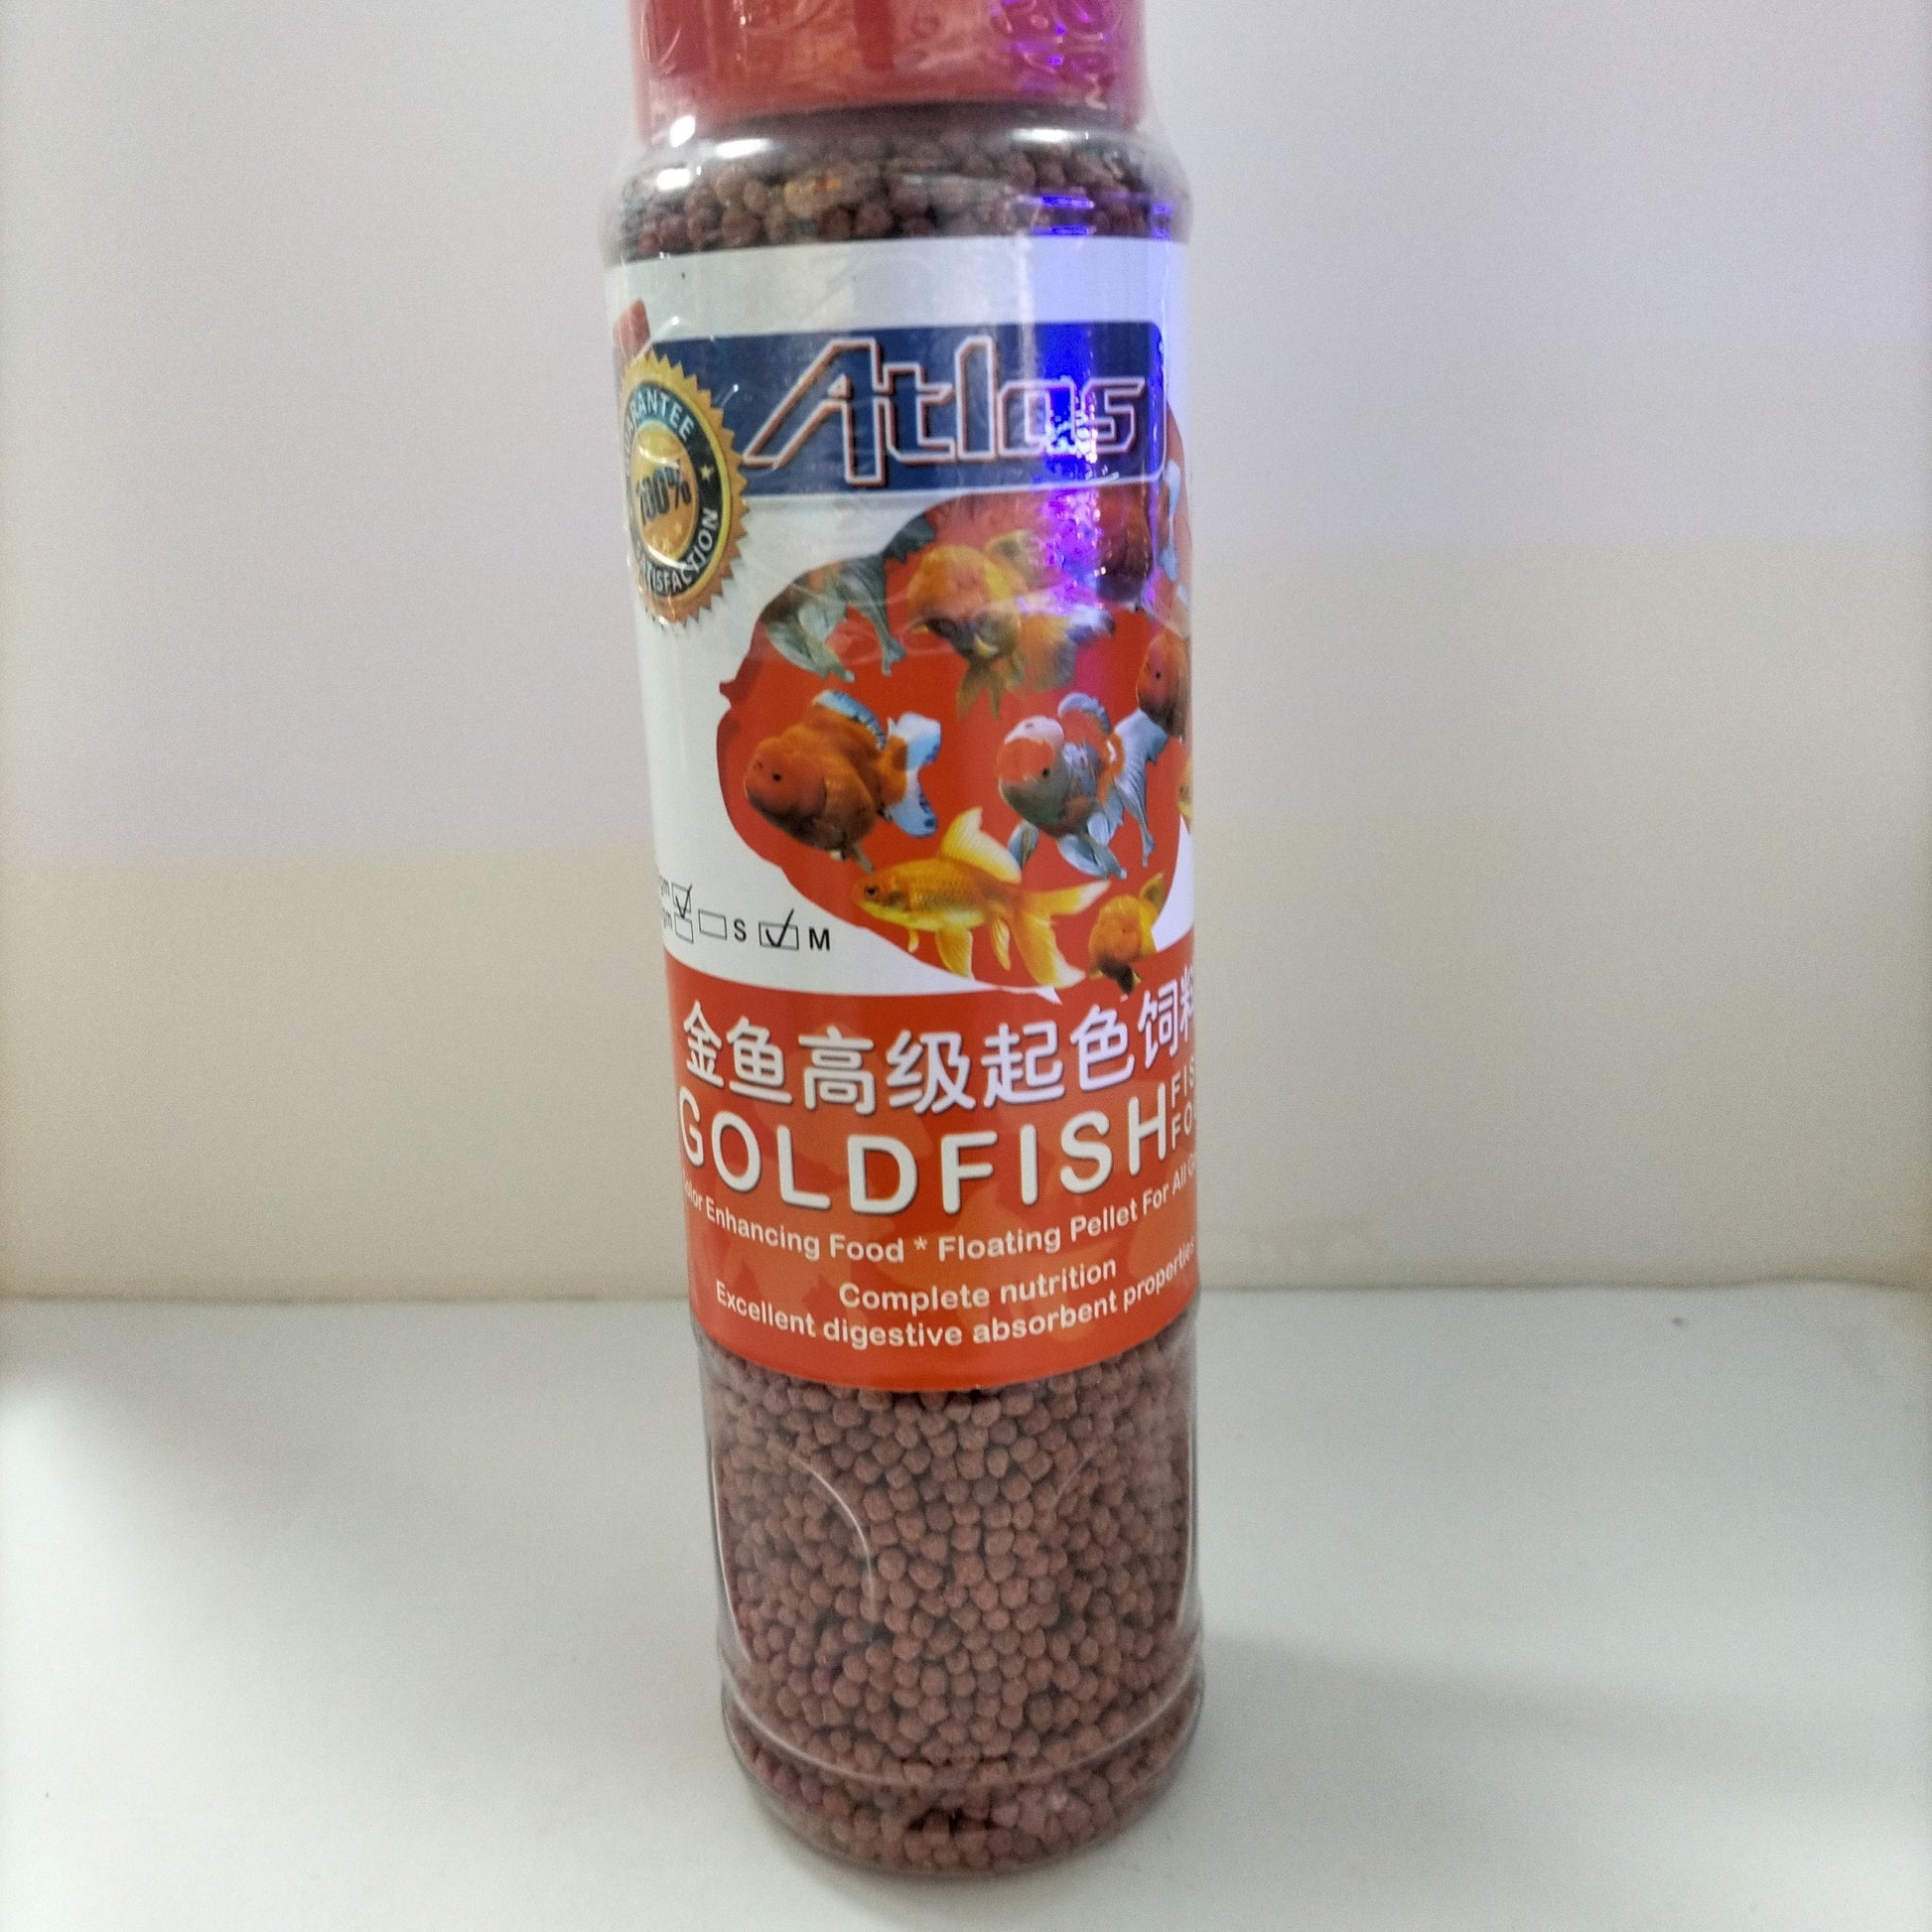 Atlas
100%
SATISFACTION
S M
金鱼高级起色饲料
GOLDFISH
Enhancing Food * Floating Pellet For All
Complete nutrition
Excellent digestive absorbent properties